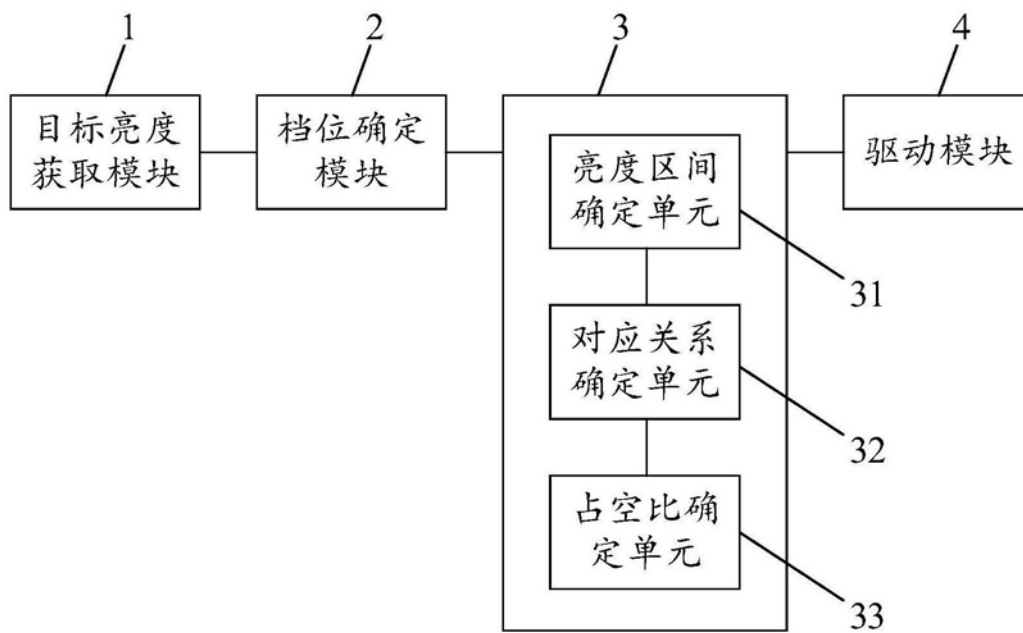 1
2
3
4
目标亮度
获取模块
档位确定
模块
亮度区间
确定单元
31
对应关系
确定单元
32
占空比确
定单元
33
驱动模块